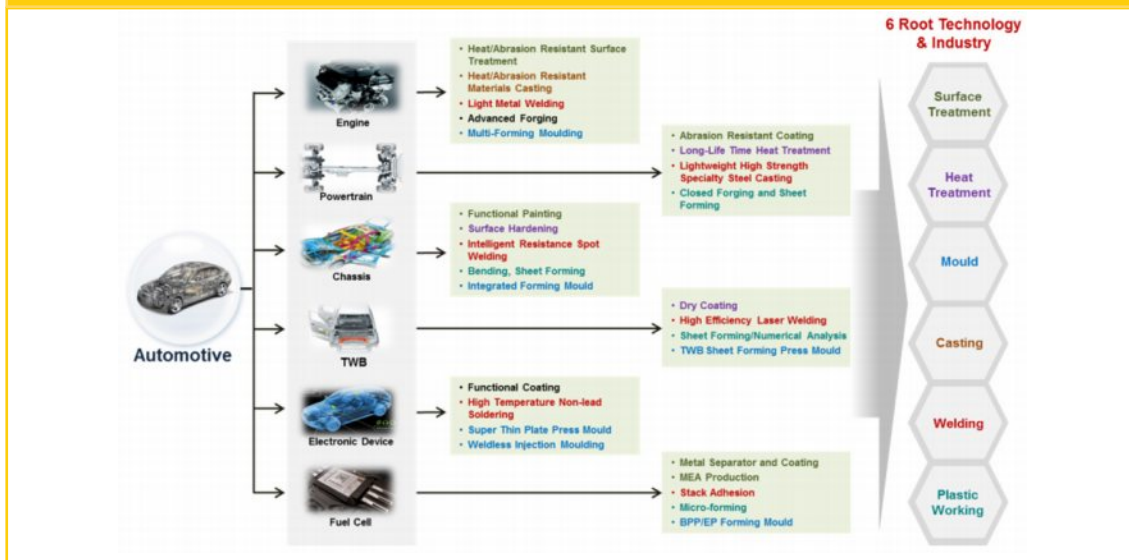 6 Root Technology
& Industry
Automotive
Engine
• Heat/Abrasion Resistant Surface
Treatment
• Heat/Abrasion Resistant
Materials Casting
• Light Metal Welding
• Advanced Forging
• Multi-Forming Moulding
Powertrain
• Abrasion Resistant Coating
• Long-Life Time Heat Treatment
• Lightweight High Strength
Specialty Steel Casting
• Closed Forging and Sheet
Forming
Chassis
• Functional Painting
• Surface Hardening
• Intelligent Resistance Spot
Welding
• Bending, Sheet Forming
• Integrated Forming Mould
TWB
• Dry Coating
• High Efficiency Laser Welding
• Sheet Forming/Numerical Analysis
• TWB Sheet Forming Press Mould
Electronic Device
• Functional Coating
• High Temperature Non-lead
Soldering
• Super Thin Plate Press Mould
• Weldless Injection Moulding
Fuel Cell
• Metal Separator and Coating
• MEA Production
• Stack Adhesion
• Micro-forming
• BPP/EP Forming Mould
Surface
Treatment
Heat
Treatment
Mould
Casting
Welding
Plastic
Working